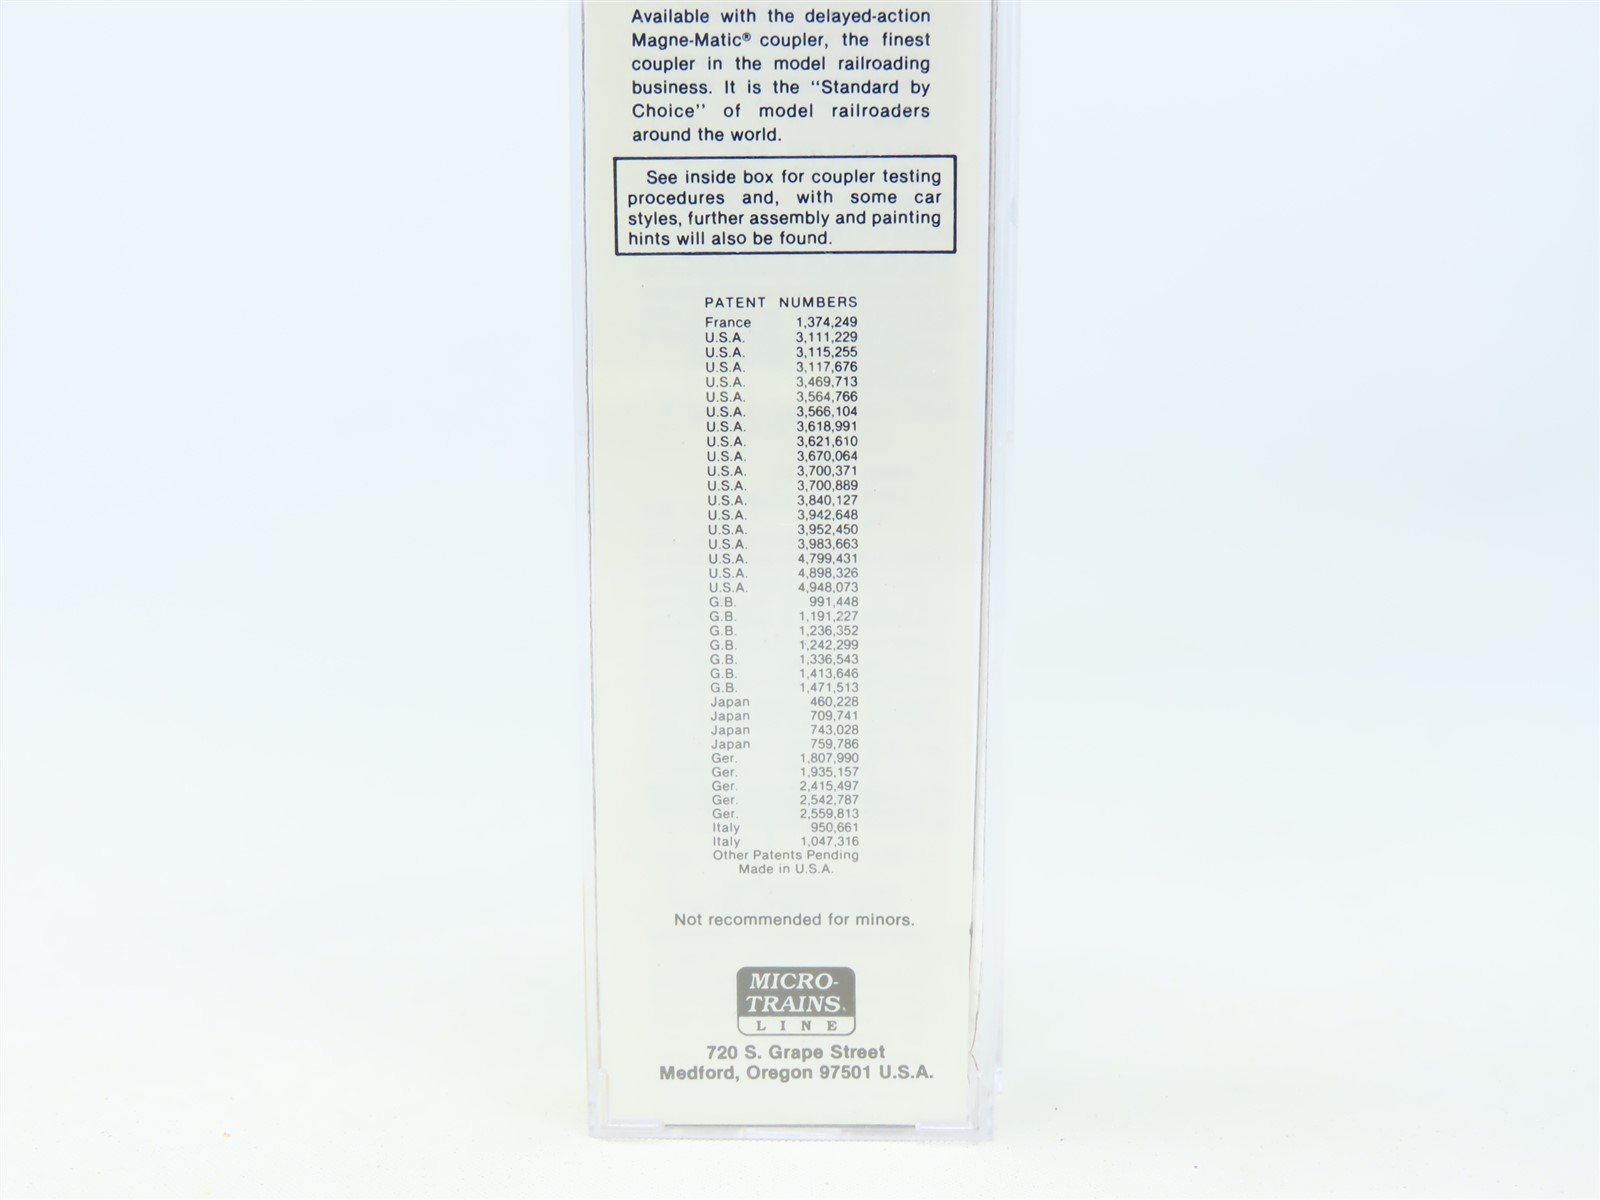 Available with the delayed-action
Magne-Matic® coupler, the finest
coupler in the model railroading
business. It is the "Standard by
Choice" of model railroaders
around the world.
See inside box for coupler testing
procedures and, with some car
styles, further assembly and painting
hints will also be found.
PATENT NUMBERS
France 1,374,249
U.S.A. 3,111,229
U.S.A. 3,115,255
U.S.A. 3,117,676
U.S.A. 3,469,713
U.S.A. 3,564,766
U.S.A. 3,566,104
U.S.A. 3,618,991
U.S.A. 3,621,610
U.S.A. 3,670,064
U.S.A. 3,700,371
U.S.A. 3,700,889
U.S.A. 3,840,127
U.S.A. 3,942,648
U.S.A. 3,952,450
U.S.A. 3,983,663
U.S.A. 4,799,431
U.S.A. 4,898,326
U.S.A. 4,948,073
G.B. 991,448
G.B. 1,191,227
G.B. 1,236,352
G.B. 1,242,299
G.B. 1,336,543
G.B. 1,413,646
G.B. 1,471,513
Japan 460,228
Japan 709,741
Japan 743,028
Japan 759,786
Ger. 1,807,990
Ger. 1,935,157
Ger. 2,415,497
Ger. 2,542,787
Ger. 2,559,813
Italy 950,661
Italy 1,047,316
Other Patents Pending
Made in U.S.A.
Not recommended for minors.
MICRO-
TRAINS
LINE
720 S. Grape Street
Medford, Oregon 97501 U.S.A.